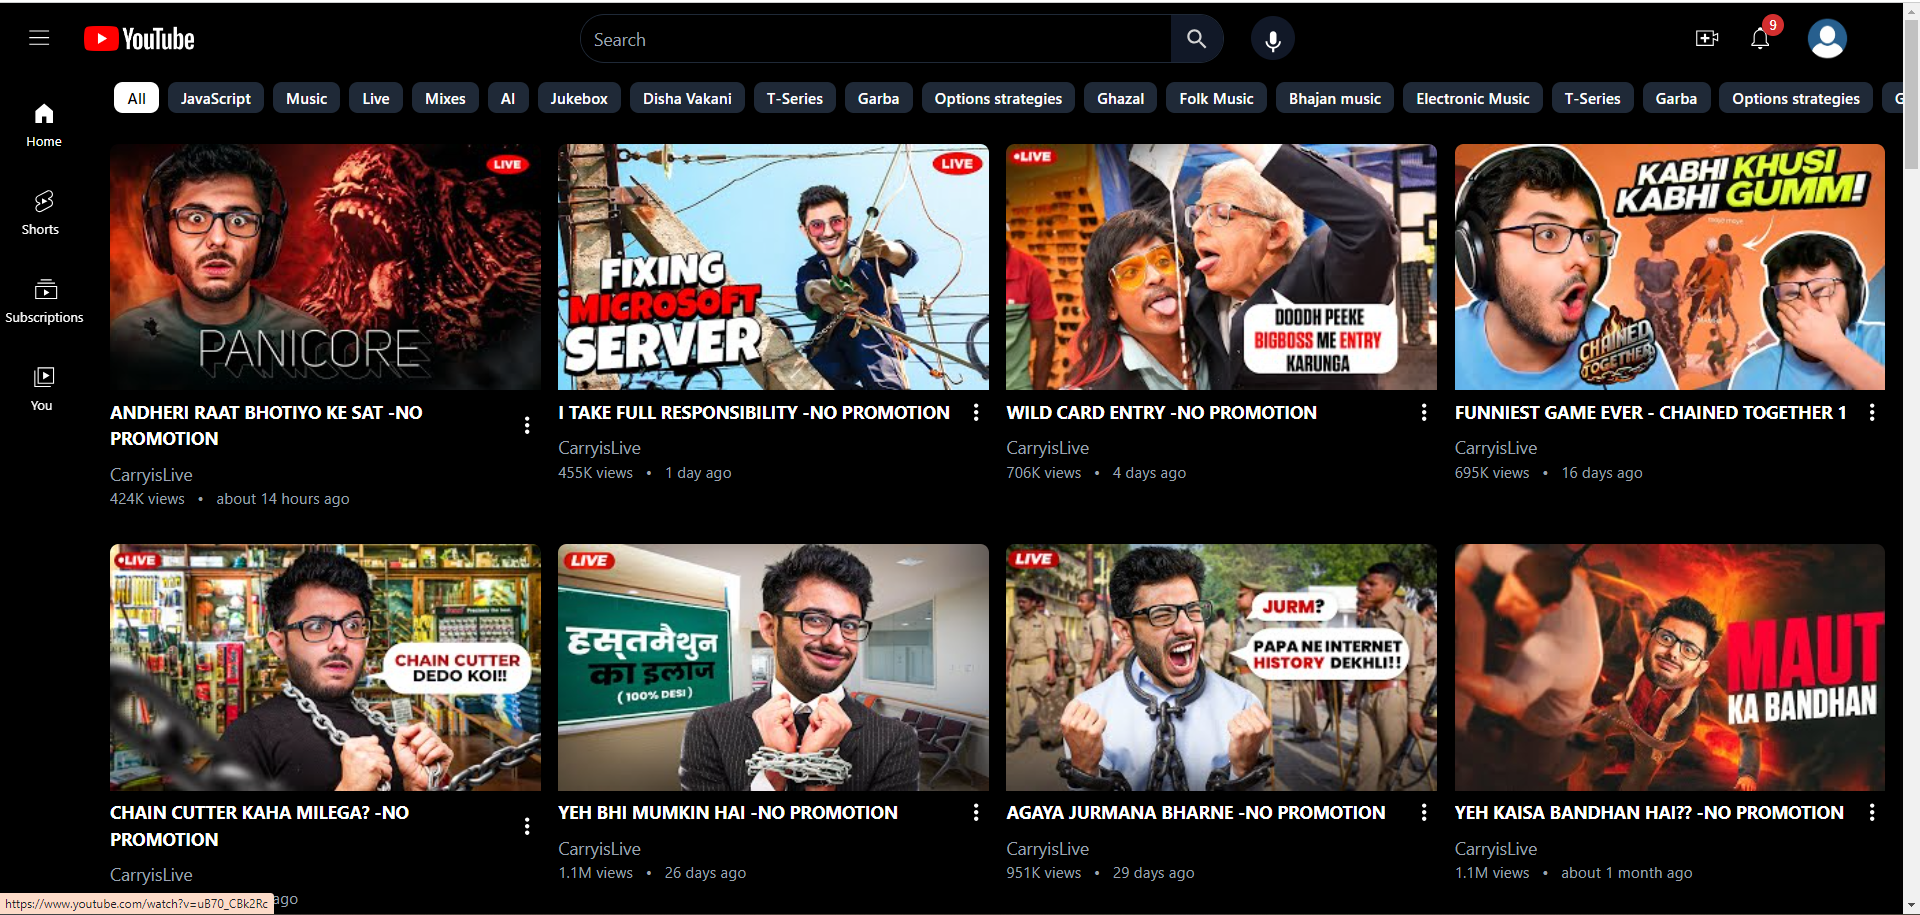 YouTube
Search
9
All
JavaScript
Music
Live
Mixes
AI
Jukebox
Disha Vakani
T-Series
Garba
Options strategies
Ghazal
Folk Music
Bhajan music
Electronic Music
T-Series
Garba
Options strategies
G
Home
Shorts
Subscriptions
You
LIVE
PANICORE
LIVE
FIXING
MICROSOFT
SERVER
LIVE
DOODH PEEKE
BIGBOSS ME ENTRY
KARUNGA
KABHI KHUSI
KABHI GUMM!
CHAINED
TOGETHER
ANDHERI RAAT BHOTIYO KE SAT -NO
PROMOTION
CarryisLive
424K views • about 14 hours ago
I TAKE FULL RESPONSIBILITY -NO PROMOTION
CarryisLive
455K views • 1 day ago
WILD CARD ENTRY -NO PROMOTION
CarryisLive
706K views • 4 days ago
FUNNIEST GAME EVER - CHAINED TOGETHER 1
CarryisLive
695K views • 16 days ago
LIVE
CHAIN CUTTER
DEDO KOI!!
LIVE
हस्तमैथुन
का इलाज
(100% DESI)
LIVE
JURM?
PAPA NE INTERNET
HISTORY DEKHLI!!
MAUT
KA BANDHAN
CHAIN CUTTER KAHA MILEGA? -NO
PROMOTION
CarryisLive
ago
YEH BHI MUMKIN HAI -NO PROMOTION
CarryisLive
1.1M views • 26 days ago
AGAYA JURMANA BHARNE -NO PROMOTION
CarryisLive
951K views • 29 days ago
YEH KAISA BANDHAN HAI?? -NO PROMOTION
CarryisLive
1.1M views • about 1 month ago
https://www.youtube.com/watch?v=uB70_CBk2Rc